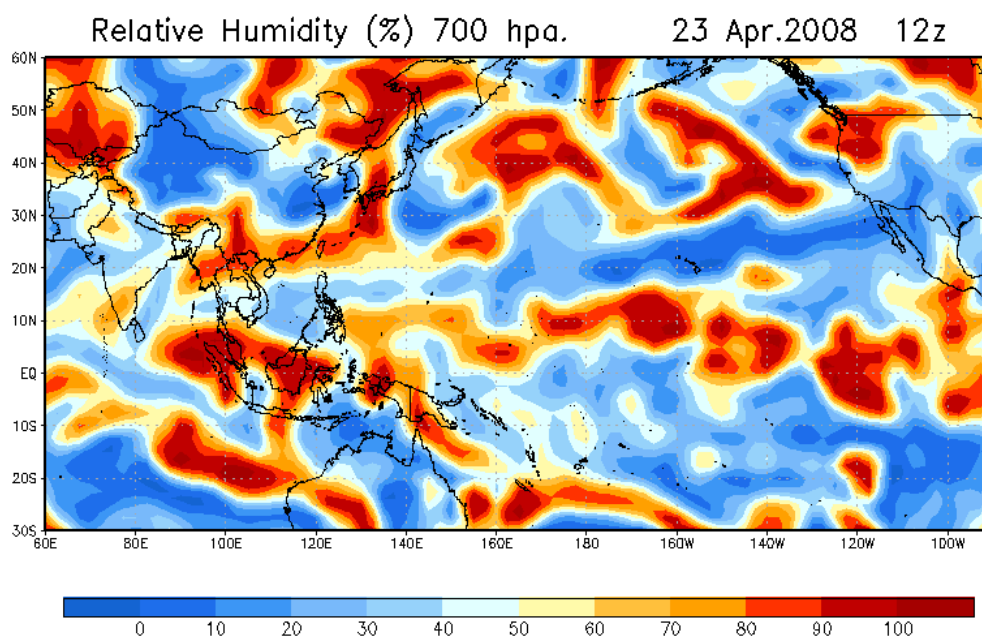 Relative Humidity (%) 700 hpa. 23 Apr.2008 12z
60N
50N
40N
30N
20N
10N
EQ
10S
20S
30S
60E 80E 100E 120E 140E 160E 180 160W 140W 120W 100W
0 10 20 30 40 50 60 70 80 90 100